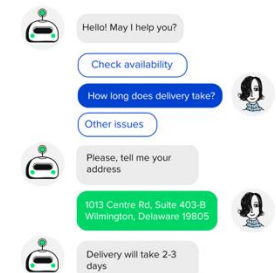 Hello! May I help you?
Check availability
How long does delivery take?
Other issues
Please, tell me your
address
1013 Centre Rd, Suite 403-B
Wilmington, Delaware 19805
Delivery will take 2-3
days